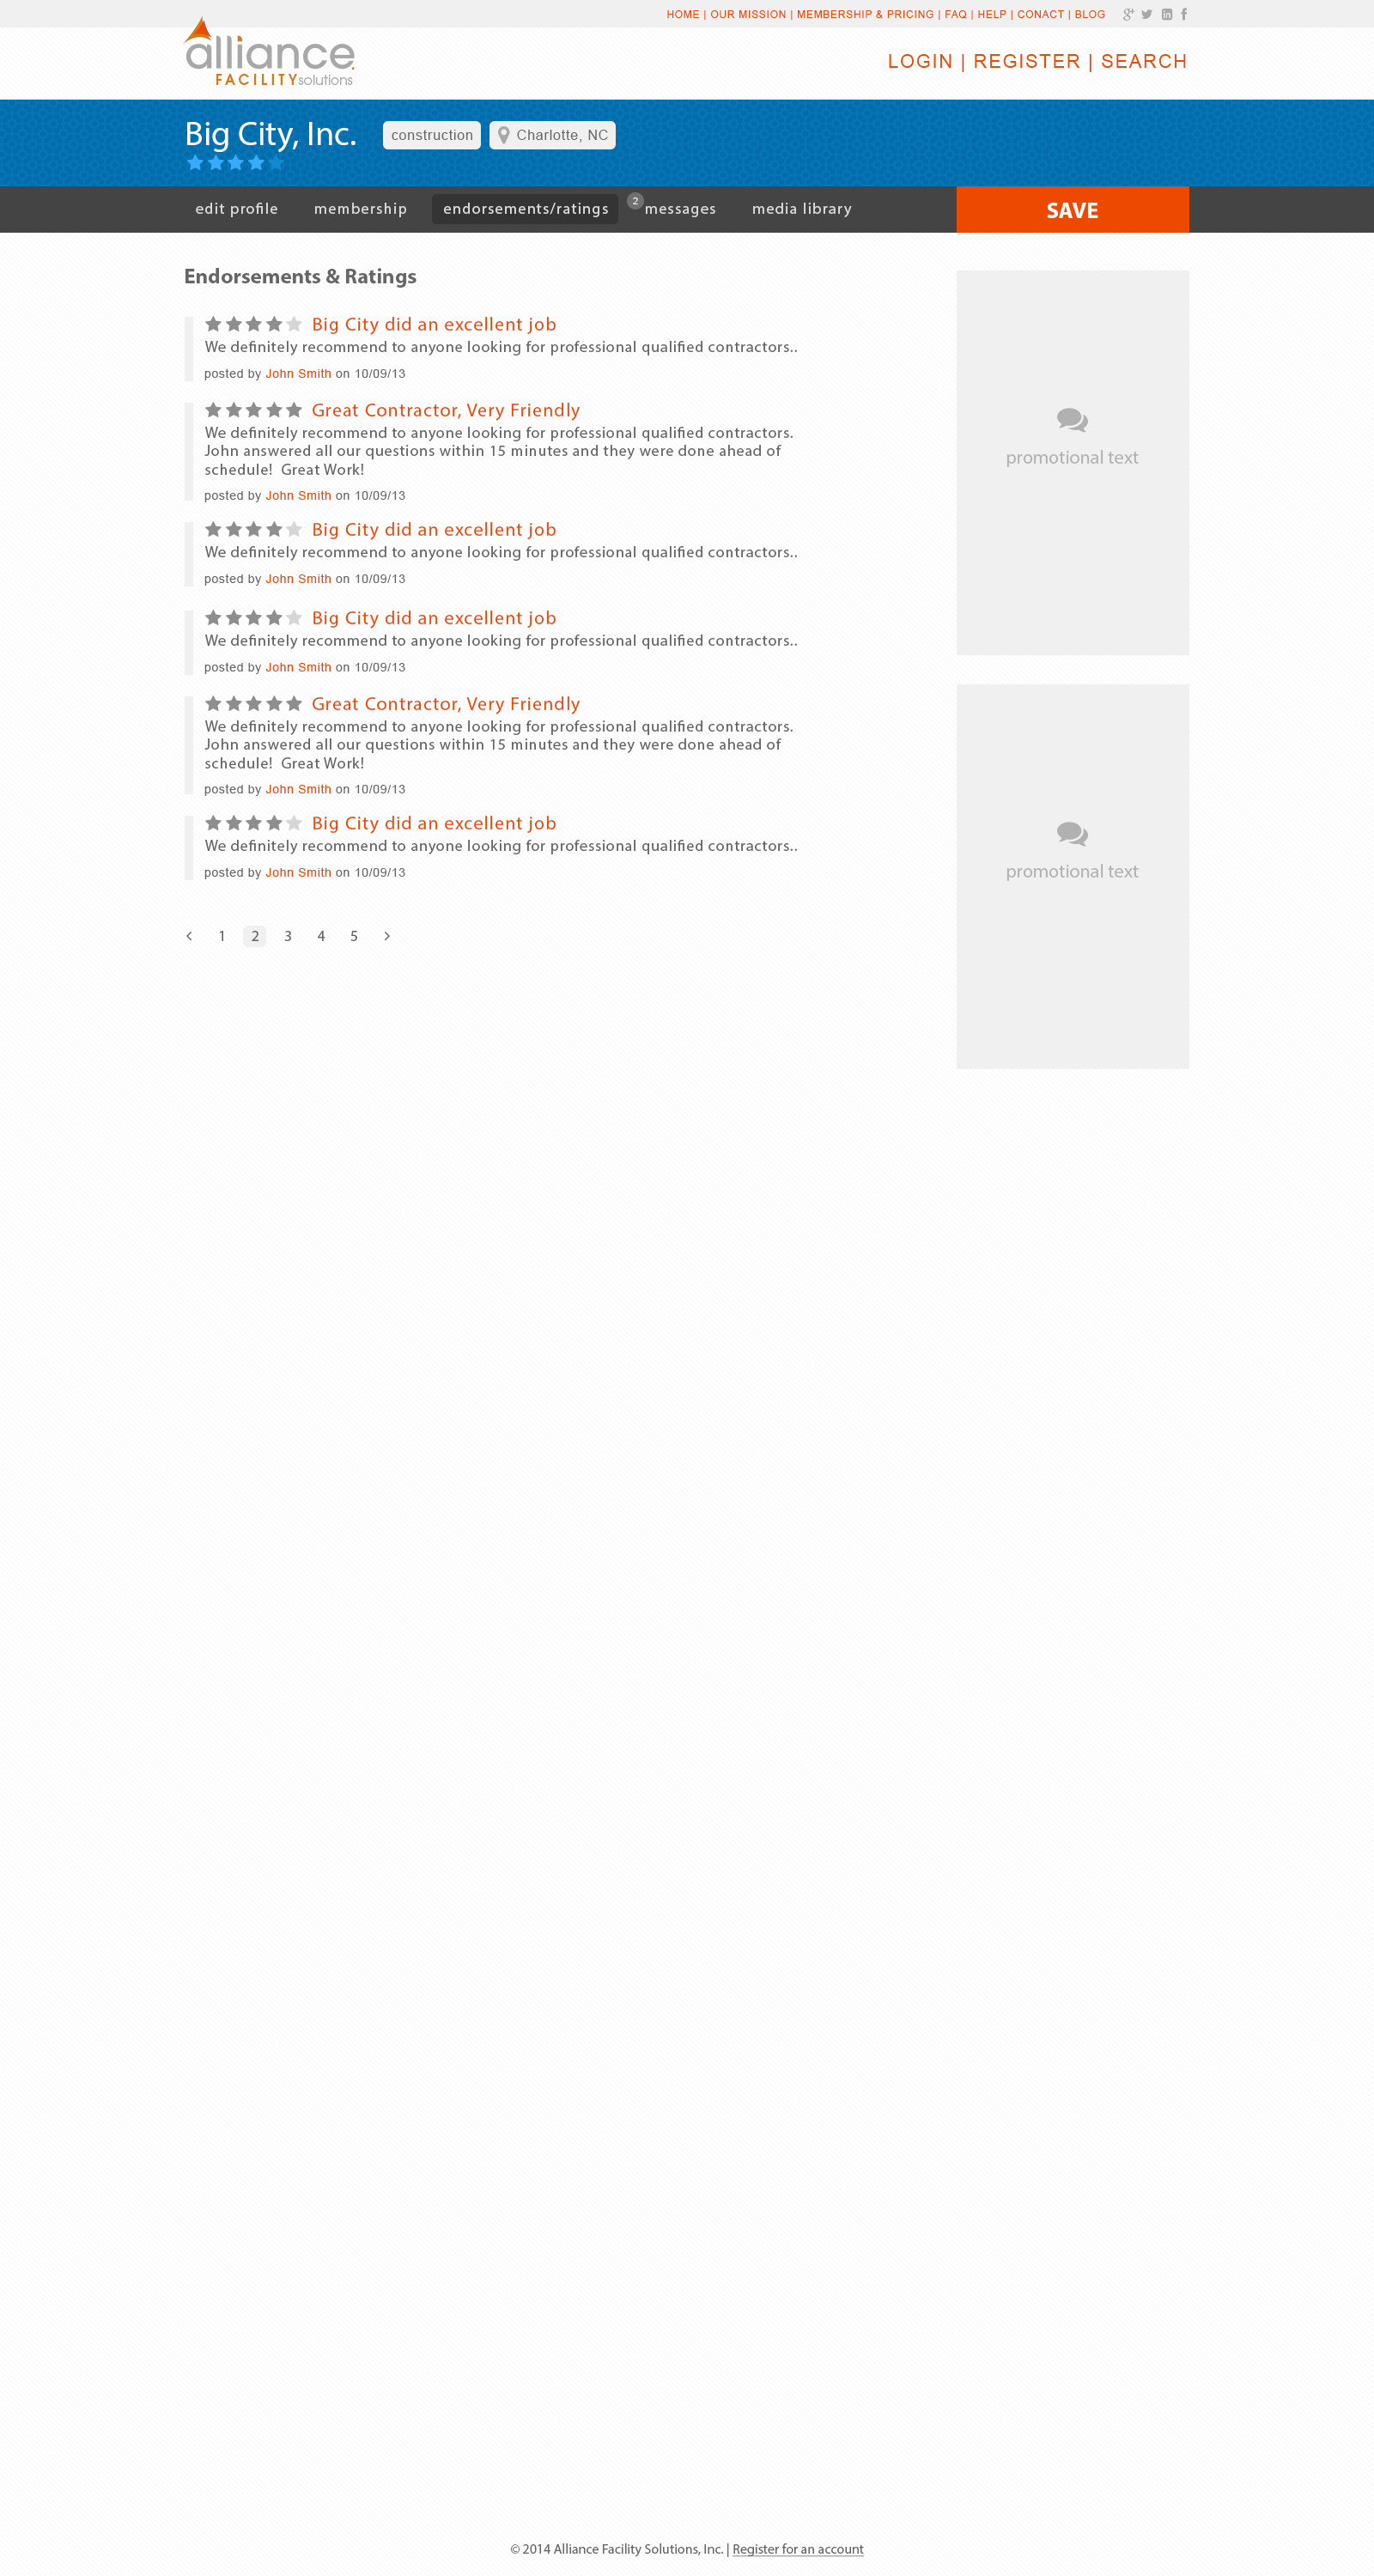 HOME | OUR MISSION | MEMBERSHIP & PRICING | FAQ | HELP | CONACT | BLOG
alliance
FACILITYsolutions
LOGIN | REGISTER | SEARCH
Big City, Inc. construction Charlotte, NC
edit profile membership endorsements/ratings 2 messages media library SAVE
Endorsements & Ratings
Big City did an excellent job
We definitely recommend to anyone looking for professional qualified contractors..
posted by John Smith on 10/09/13
Great Contractor, Very Friendly
We definitely recommend to anyone looking for professional qualified contractors.
John answered all our questions within 15 minutes and they were done ahead of
schedule!  Great Work!
posted by John Smith on 10/09/13
Big City did an excellent job
We definitely recommend to anyone looking for professional qualified contractors..
posted by John Smith on 10/09/13
Big City did an excellent job
We definitely recommend to anyone looking for professional qualified contractors..
posted by John Smith on 10/09/13
Great Contractor, Very Friendly
We definitely recommend to anyone looking for professional qualified contractors.
John answered all our questions within 15 minutes and they were done ahead of
schedule!  Great Work!
posted by John Smith on 10/09/13
Big City did an excellent job
We definitely recommend to anyone looking for professional qualified contractors..
posted by John Smith on 10/09/13
1 2 3 4 5
promotional text
promotional text
© 2014 Alliance Facility Solutions, Inc. | Register for an account